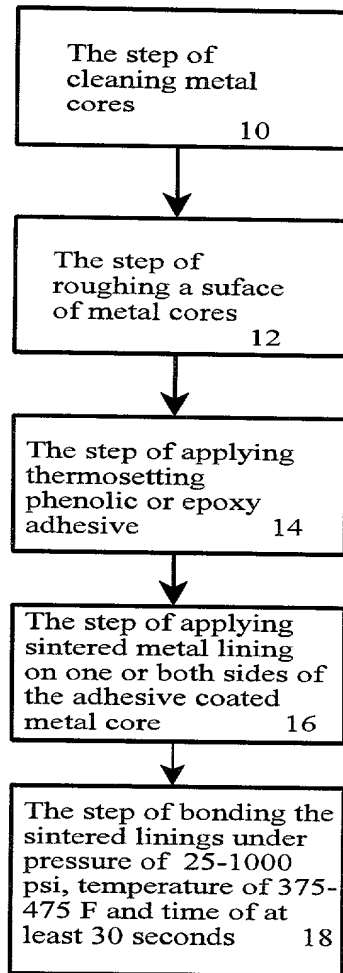 The step of
cleaning metal
cores
10
The step of
roughing a suface
of metal cores
12
The step of applying
thermosetting
phenolic or epoxy
adhesive 14
The step of applying
sintered metal lining
on one or both sides of
the adhesive coated
metal core 16
The step of bonding the
sintered linings under
pressure of 25-1000
psi, temperature of 375-
475 F and time of at
least 30 seconds 18